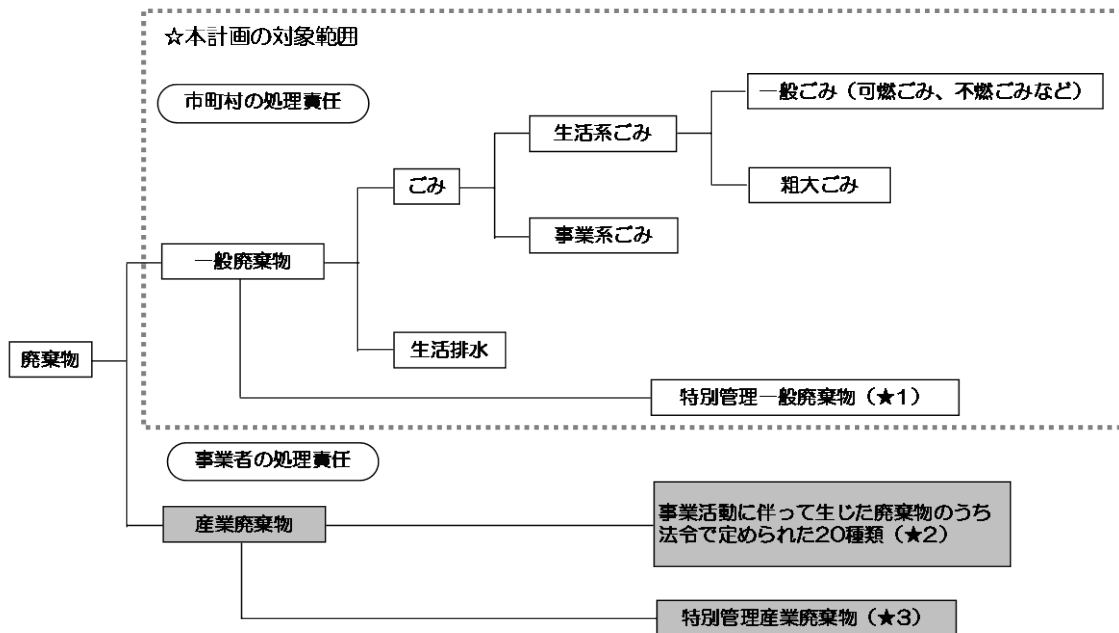 ☆本計画の対象範囲
市町村の処理責任
一般ごみ（可燃ごみ、不燃ごみなど）
生活系ごみ
ごみ
粗大ごみ
事業系ごみ
一般廃棄物
生活排水
廃棄物
特別管理一般廃棄物（★1）
事業者の処理責任
産業廃棄物
事業活動に伴って生じた廃棄物のうち
法令で定められた20種類（★2）
特別管理産業廃棄物（★3）